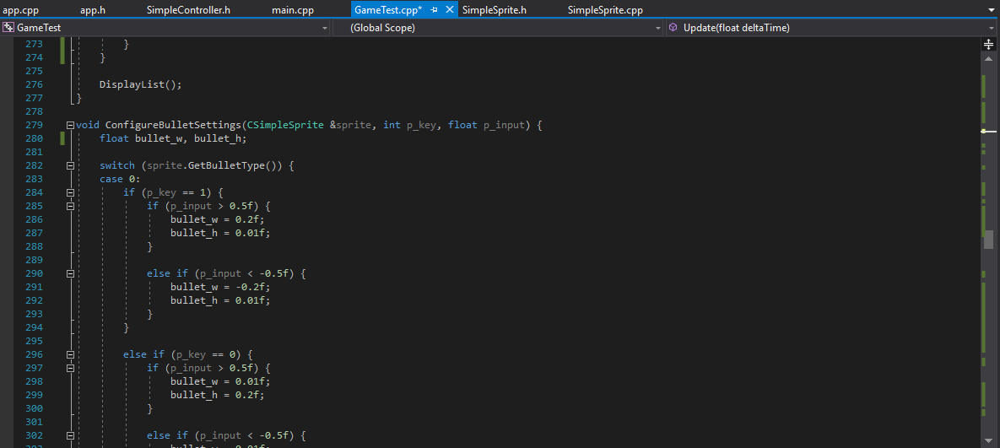 app.cpp app.h SimpleController.h main.cpp GameTest.cpp* SimpleSprite.h SimpleSprite.cpp
GameTest (Global Scope) Update(float deltaTime)
273 }
274 }
275
276 DisplayList();
277 }
278
279 void ConfigureBulletSettings(CSimpleSprite &sprite, int p_key, float p_input) {
280 float bullet_w, bullet_h;
281
282 switch (sprite.GetBulletType()) {
283 case 0:
284 if (p_key == 1) {
285 if (p_input > 0.5f) {
286 bullet_w = 0.2f;
287 bullet_h = 0.01f;
288 }
289
290 else if (p_input < -0.5f) {
291 bullet_w = -0.2f;
292 bullet_h = 0.01f;
293 }
294 }
295
296 else if (p_key == 0) {
297 if (p_input > 0.5f) {
298 bullet_w = 0.01f;
299 bullet_h = 0.2f;
300 }
301
302 else if (p_input < -0.5f) {
303 bullet_w = 0.01f;